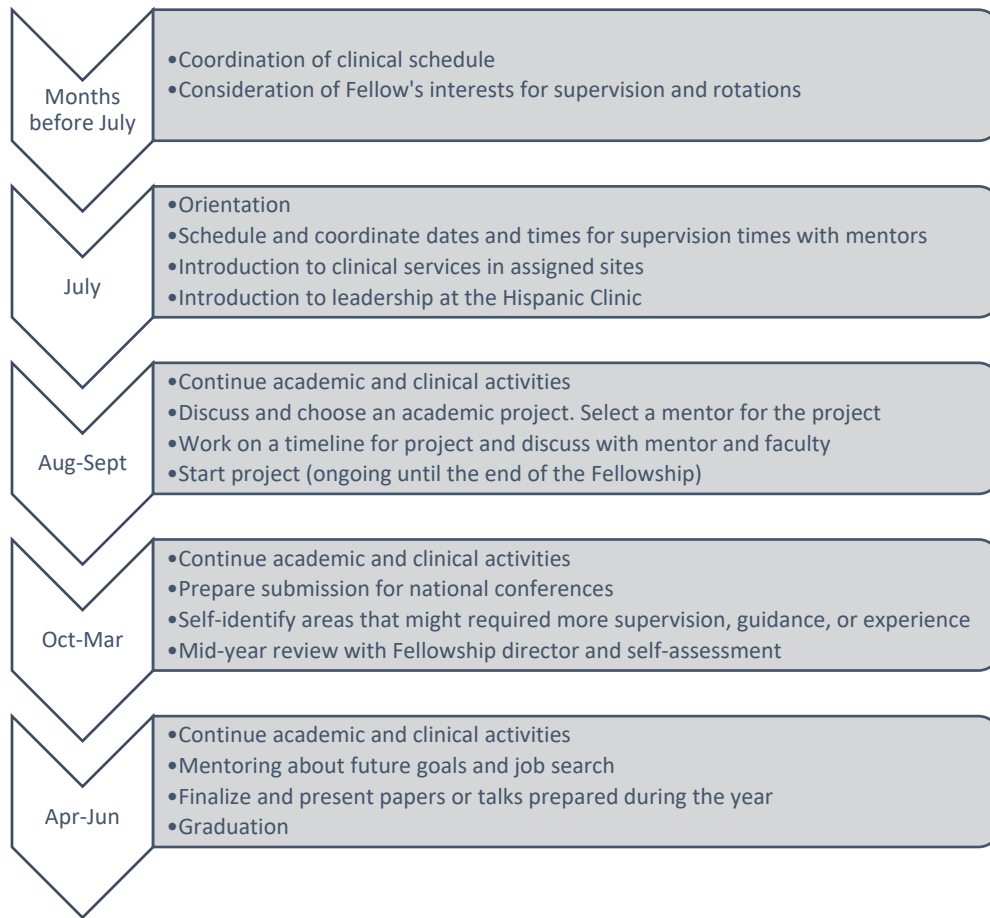 Months
before July
•Coordination of clinical schedule
•Consideration of Fellow's interests for supervision and rotations
July
•Orientation
•Schedule and coordinate dates and times for supervision times with mentors
•Introduction to clinical services in assigned sites
•Introduction to leadership at the Hispanic Clinic
Aug-Sept
•Continue academic and clinical activities
•Discuss and choose an academic project. Select a mentor for the project
•Work on a timeline for project and discuss with mentor and faculty
•Start project (ongoing until the end of the Fellowship)
Oct-Mar
•Continue academic and clinical activities
•Prepare submission for national conferences
•Self-identify areas that might required more supervision, guidance, or experience
•Mid-year review with Fellowship director and self-assessment
Apr-Jun
•Continue academic and clinical activities
•Mentoring about future goals and job search
•Finalize and present papers or talks prepared during the year
•Graduation